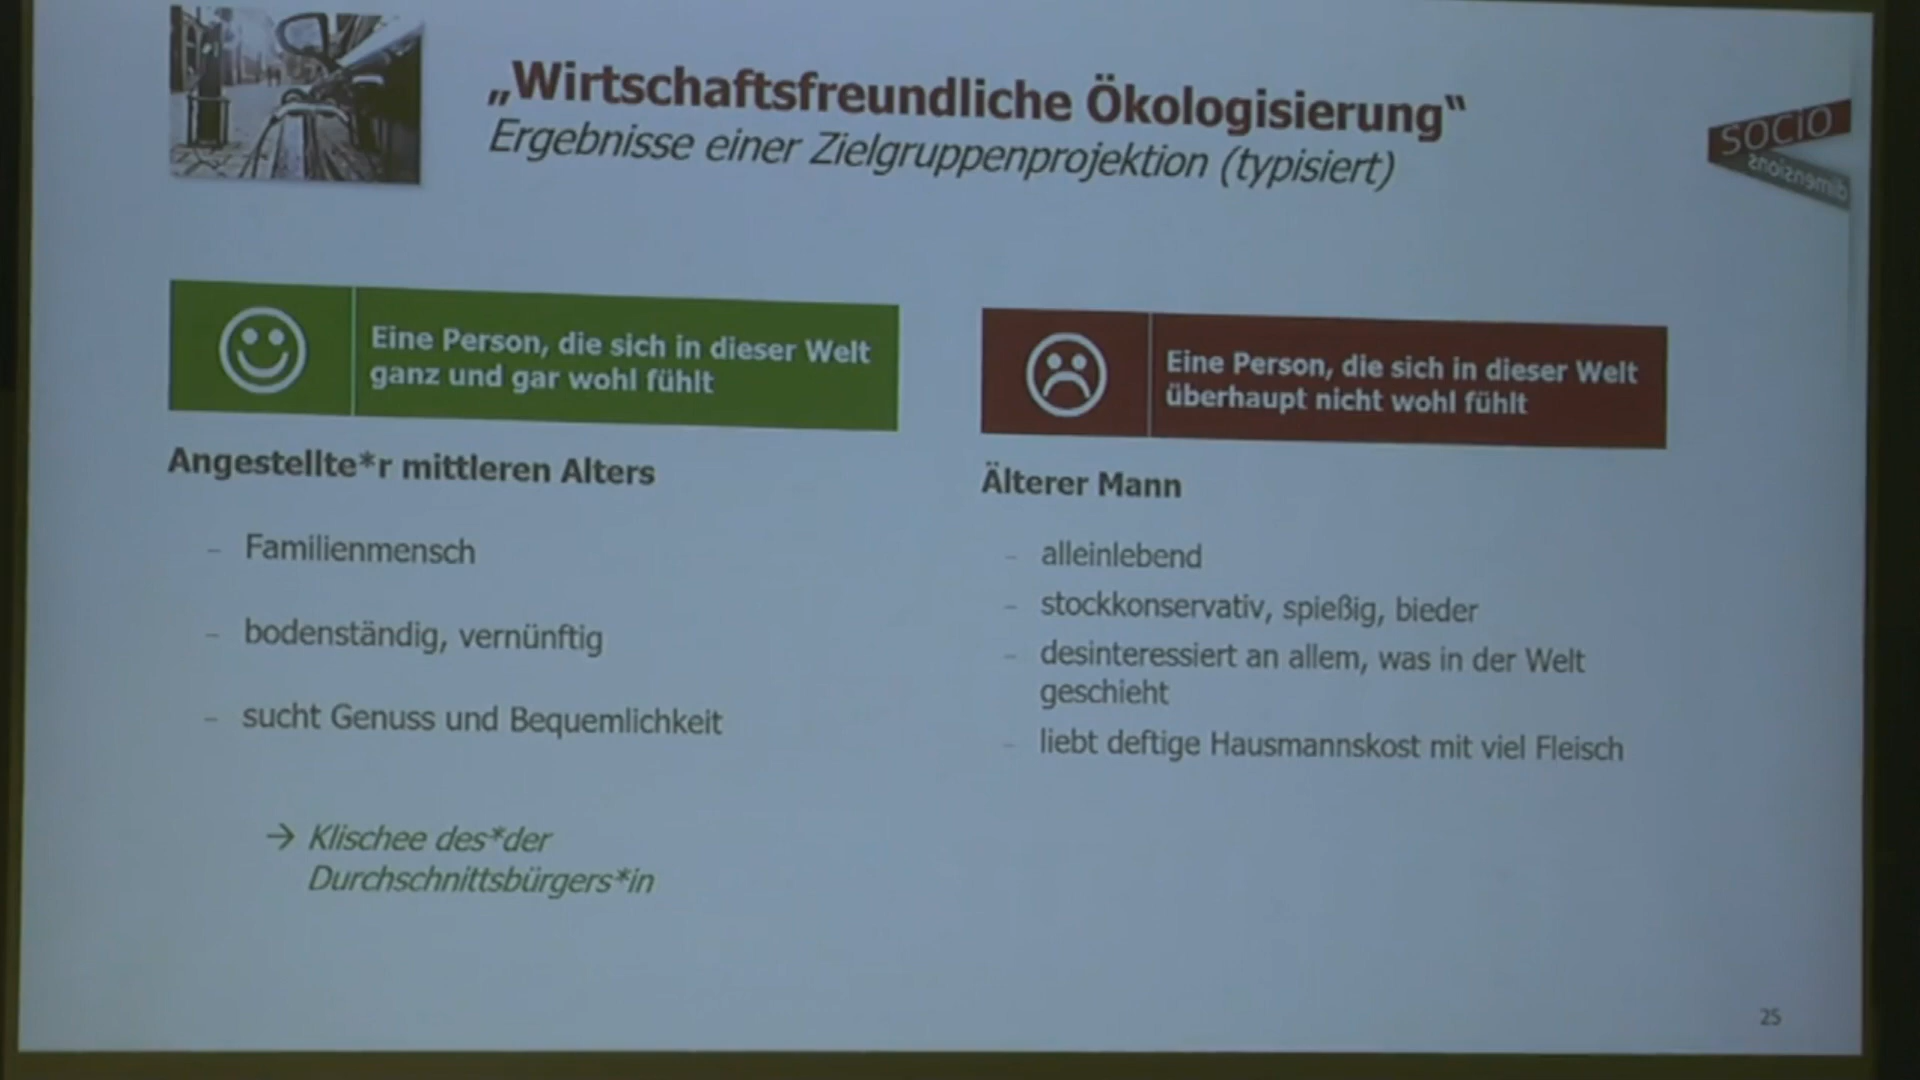 „Wirtschaftsfreundliche Ökologisierung“
Ergebnisse einer Zielgruppenprojektion (typisiert)
SOCiO
dimensions
Eine Person, die sich in dieser Welt
ganz und gar wohl fühlt
Angestellte*r mittleren Alters
– Familienmensch
– bodenständig, vernünftig
– sucht Genuss und Bequemlichkeit
→ Klischee des*der
Durchschnittsbürgers*in
Eine Person, die sich in dieser Welt
überhaupt nicht wohl fühlt
Älterer Mann
– alleinlebend
– stockkonservativ, spießig, bieder
– desinteressiert an allem, was in der Welt
geschieht
– liebt deftige Hausmannskost mit viel Fleisch
25